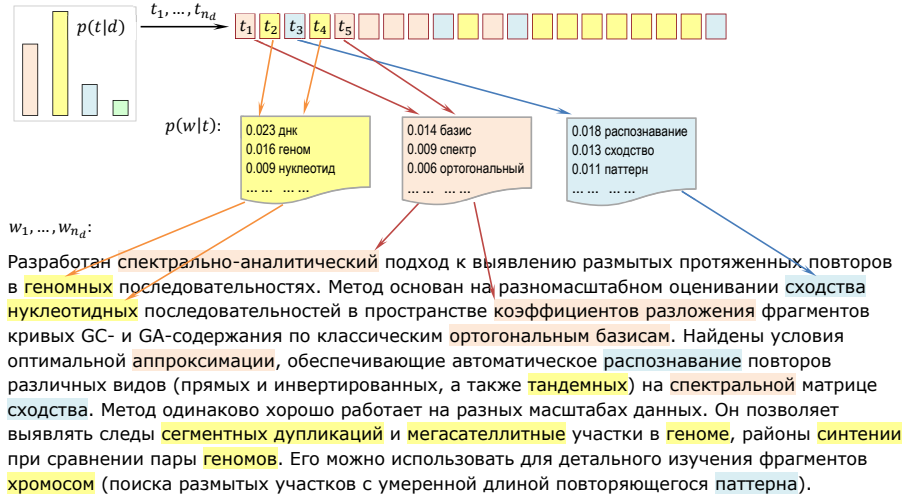 p(t|d)
t₁, …, t_{n_d}
t₁ t₂ t₃ t₄ t₅
p(w|t):
0.023 днк
0.016 геном
0.009 нуклеотид
… … … …
0.014 базис
0.009 спектр
0.006 ортогональный
… … … …
0.018 распознавание
0.013 сходство
0.011 паттерн
… … … …
w₁, …, w_{n_d}:
Разработан спектрально-аналитический подход к выявлению размытых протяженных повторов
в геномных последовательностях. Метод основан на разномасштабном оценивании сходства
нуклеотидных последовательностей в пространстве коэффициентов разложения фрагментов
кривых GC- и GA-содержания по классическим ортогональным базисам. Найдены условия
оптимальной аппроксимации, обеспечивающие автоматическое распознавание повторов
различных видов (прямых и инвертированных, а также тандемных) на спектральной матрице
сходства. Метод одинаково хорошо работает на разных масштабах данных. Он позволяет
выявлять следы сегментных дупликаций и мегасателлитные участки в геноме, районы синтении
при сравнении пары геномов. Его можно использовать для детального изучения фрагментов
хромосом (поиска размытых участков с умеренной длиной повторяющегося паттерна).